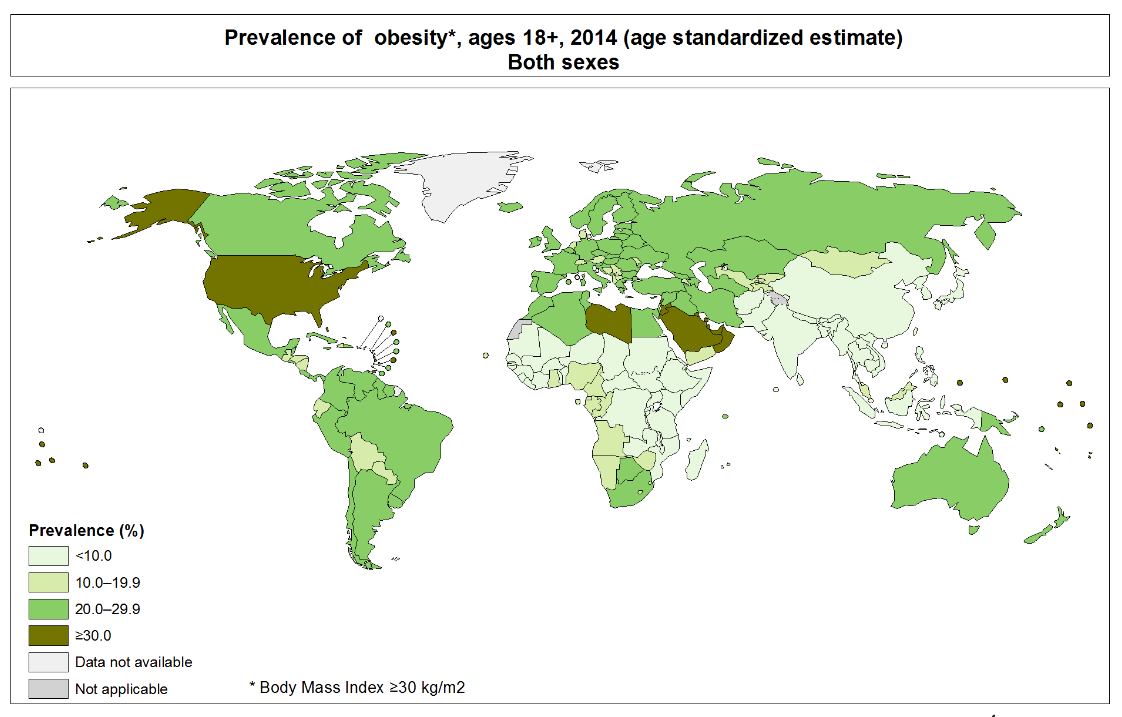 Prevalence of  obesity*, ages 18+, 2014 (age standardized estimate)
Both sexes
Prevalence (%)
<10.0
10.0–19.9
20.0–29.9
≥30.0
Data not available
Not applicable
* Body Mass Index ≥30 kg/m2